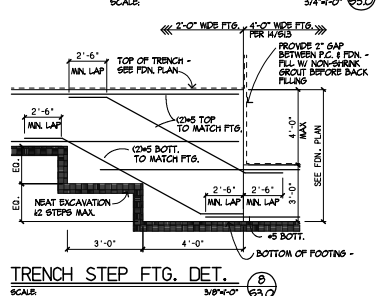 SCALE: 3/4"=1'-0" S3.0
2'-0" WIDE FTG. 4'-0" WIDE FTG.
PER 14/S13
PROVIDE 2" GAP
BETWEEN P.C. & FDN. -
FILL W/ NON-SHRINK
GROUT BEFORE BACK
FILLING
2'-6"
MIN. LAP
TOP OF TRENCH -
SEE FDN. PLAN
2'-6"
MIN. LAP
(2)#5 TOP
TO MATCH FTG.
(2)#5 BOTT.
TO MATCH FTG.
4'-0"
MAX
SEE FDN. PLAN
EQ.
EQ.
NEAT EXCAVATION
2 STEPS MAX.
2'-6" 2'-6"
MIN. LAP MIN. LAP
3'-0"
3'-0" 4'-0"
#5 BOTT.
BOTTOM OF FOOTING -
TRENCH STEP FTG. DET. 8
SCALE: 3/8"=1'-0" S3.0